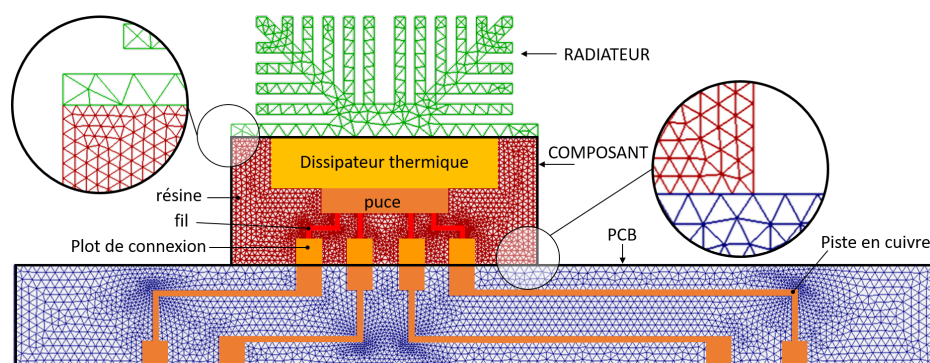 RADIATEUR
Dissipateur thermique
COMPOSANT
résine
puce
fil
Plot de connexion
PCB
Piste en cuivre